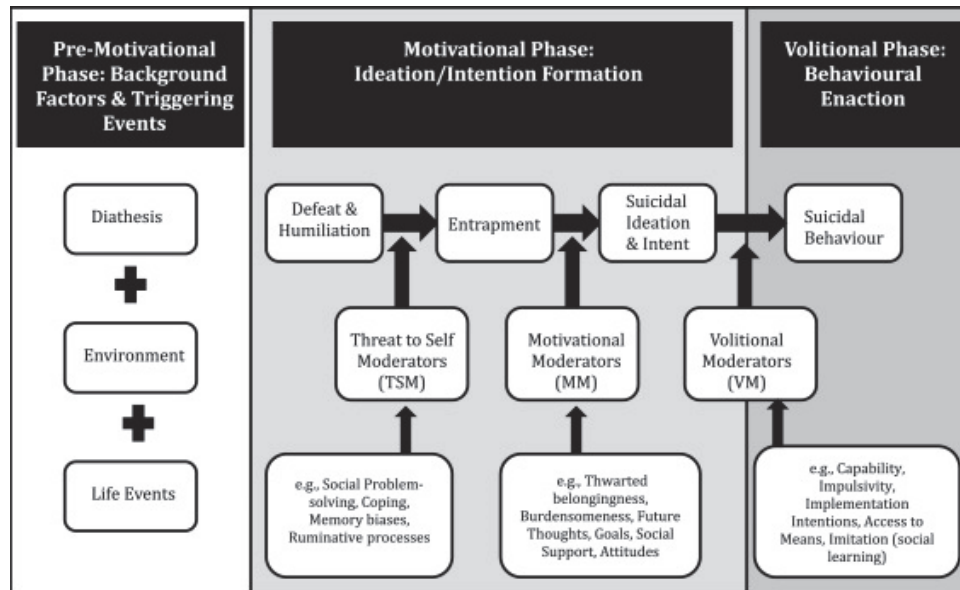 Pre-Motivational
Phase: Background
Factors & Triggering
Events
Motivational Phase:
Ideation/Intention Formation
Volitional Phase:
Behavioural
Enaction
Diathesis
Environment
Life Events
Defeat &
Humiliation
Entrapment
Suicidal
Ideation
& Intent
Suicidal
Behaviour
Threat to Self
Moderators
(TSM)
Motivational
Moderators
(MM)
Volitional
Moderators
(VM)
e.g., Social Problem-
solving, Coping,
Memory biases,
Ruminative processes
e.g., Thwarted
belongingness,
Burdensomeness, Future
Thoughts, Goals, Social
Support, Attitudes
e.g., Capability,
Impulsivity,
Implementation
Intentions, Access to
Means, Imitation (social
learning)